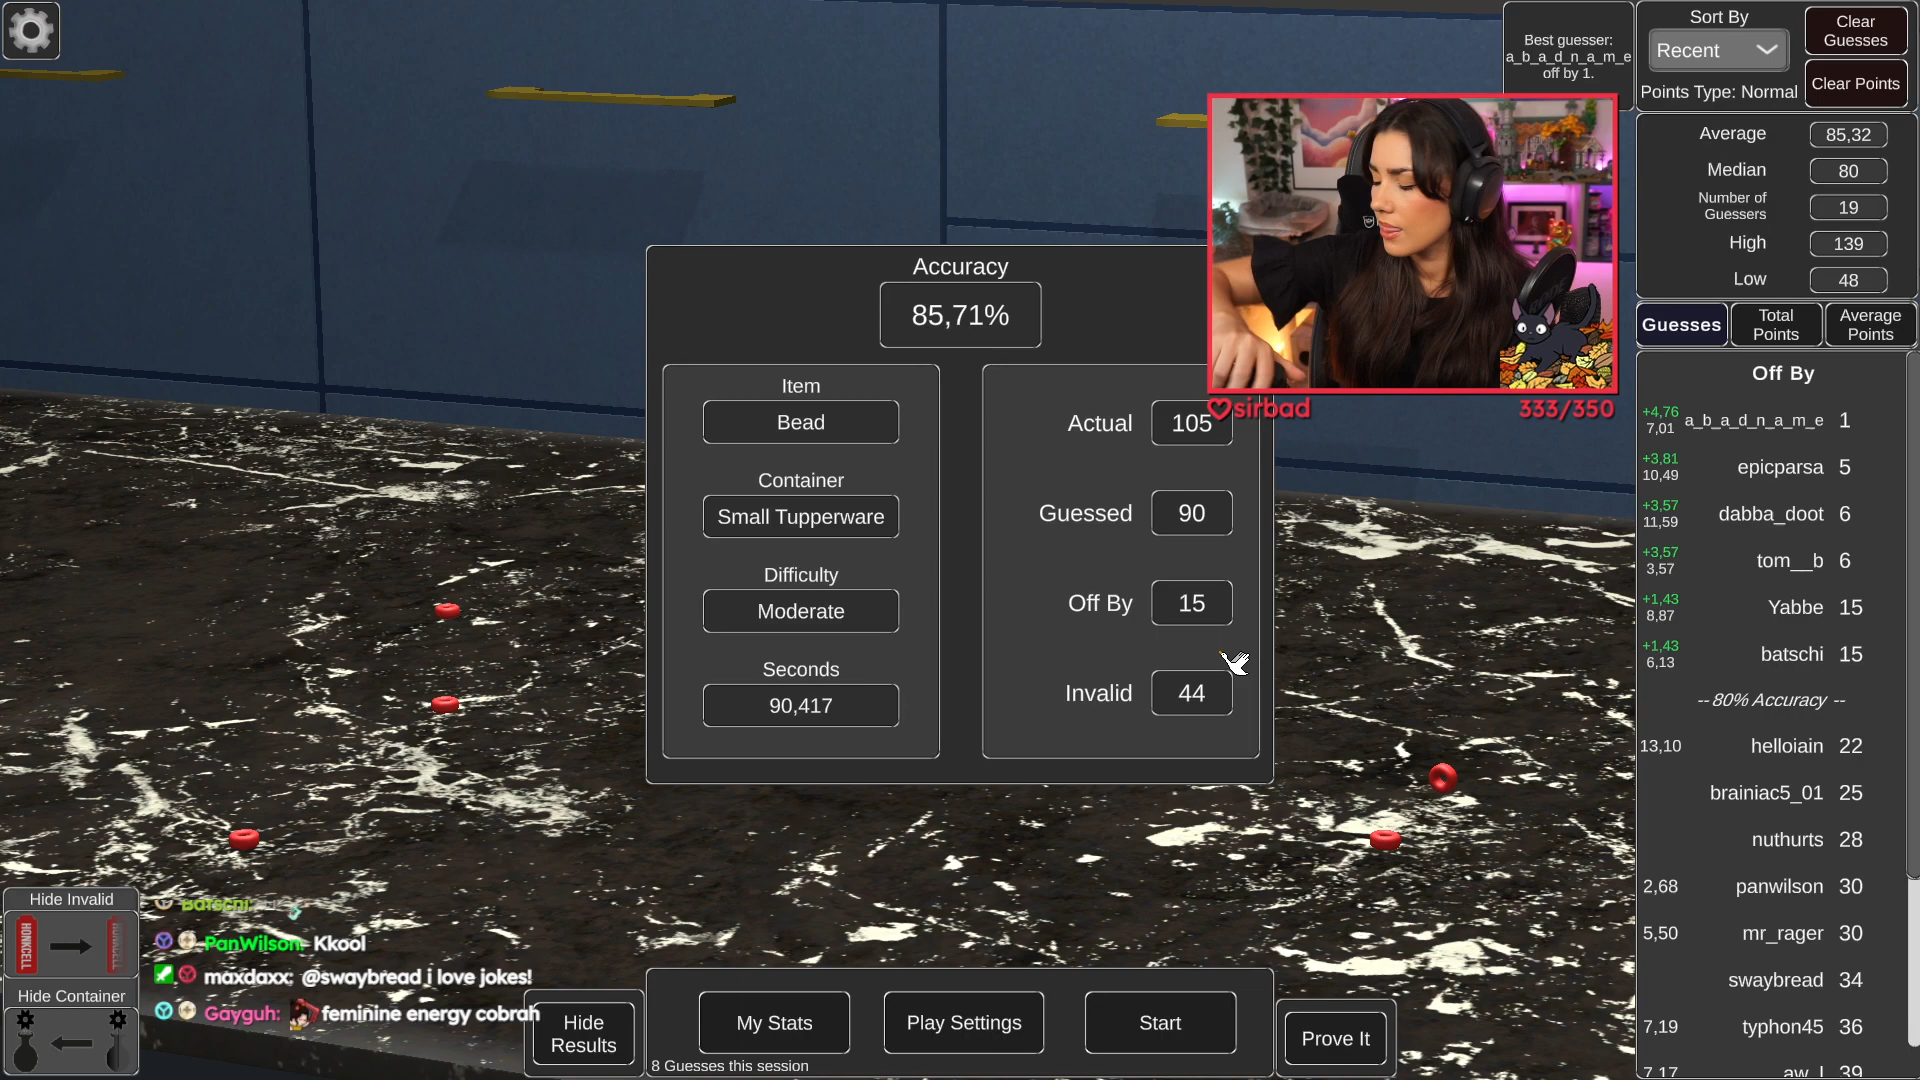 Best guesser:
a_b_a_d_n_a_m_e
off by 1.
Sort By
Recent
Clear
Guesses
Clear Points
Points Type: Normal
Average 85,32
Median 80
Number of
Guessers 19
High 139
Low 48
Guesses
Total
Points
Average
Points
Off By
+4,76
7,01 a_b_a_d_n_a_m_e 1
+3,81
10,49 epicparsa 5
+3,57
11,59 dabba_doot 6
+3,57
3,57 tom__b 6
+1,43
8,87 Yabbe 15
+1,43
6,13 batschi 15
-- 80% Accuracy --
13,10 helloiain 22
brainiac5_01 25
nuthurts 28
2,68 panwilson 30
5,50 mr_rager 30
swaybread 34
7,19 typhon45 36
7,17 aw_l 39
sirbad 333/350
Accuracy
85,71%
Item
Bead
Container
Small Tupperware
Difficulty
Moderate
Seconds
90,417
Actual 105
Guessed 90
Off By 15
Invalid 44
Hide Invalid
HONKCELL
Hide Container
Batschi:
PanWilson: Kkool
maxdaxx: @swaybread i love jokes!
Gayguh: feminine energy cobrah
Hide
Results
My Stats
Play Settings
Start
Prove It
8 Guesses this session